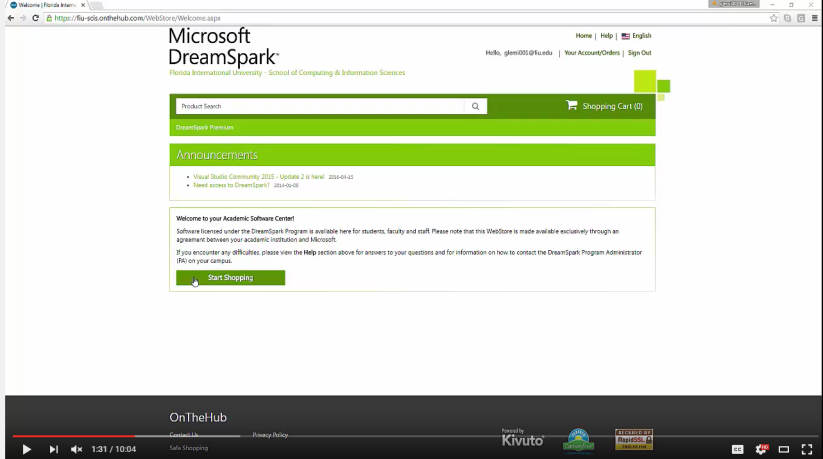 Welcome | Florida Intern
https://fiu-scis.onthehub.com/WebStore/Welcome.aspx
Microsoft
DreamSpark™
Florida International University - School of Computing & Information Sciences
Home | Help | English
Hello, glemi001@fiu.edu | Your Account/Orders | Sign Out
Product Search
Shopping Cart (0)
DreamSpark Premium
Announcements
• Visual Studio Community 2015 - Update 2 is here! 2016-04-15
• Need access to DreamSpark? 2014-01-08
Welcome to your Academic Software Center!
Software licensed under the DreamSpark Program is available here for students, faculty and staff. Please note that this WebStore is made available exclusively through an
agreement between your academic institution and Microsoft.
If you encounter any difficulties, please view the Help section above for answers to your questions and for information on how to contact the DreamSpark Program Administrator
(PA) on your campus.
Start Shopping
OnTheHub
Contact Us
Privacy Policy
Safe Shopping
Powered by
Kivuto
SECURED BY
RapidSSL
1:31 / 10:04
CC
HD